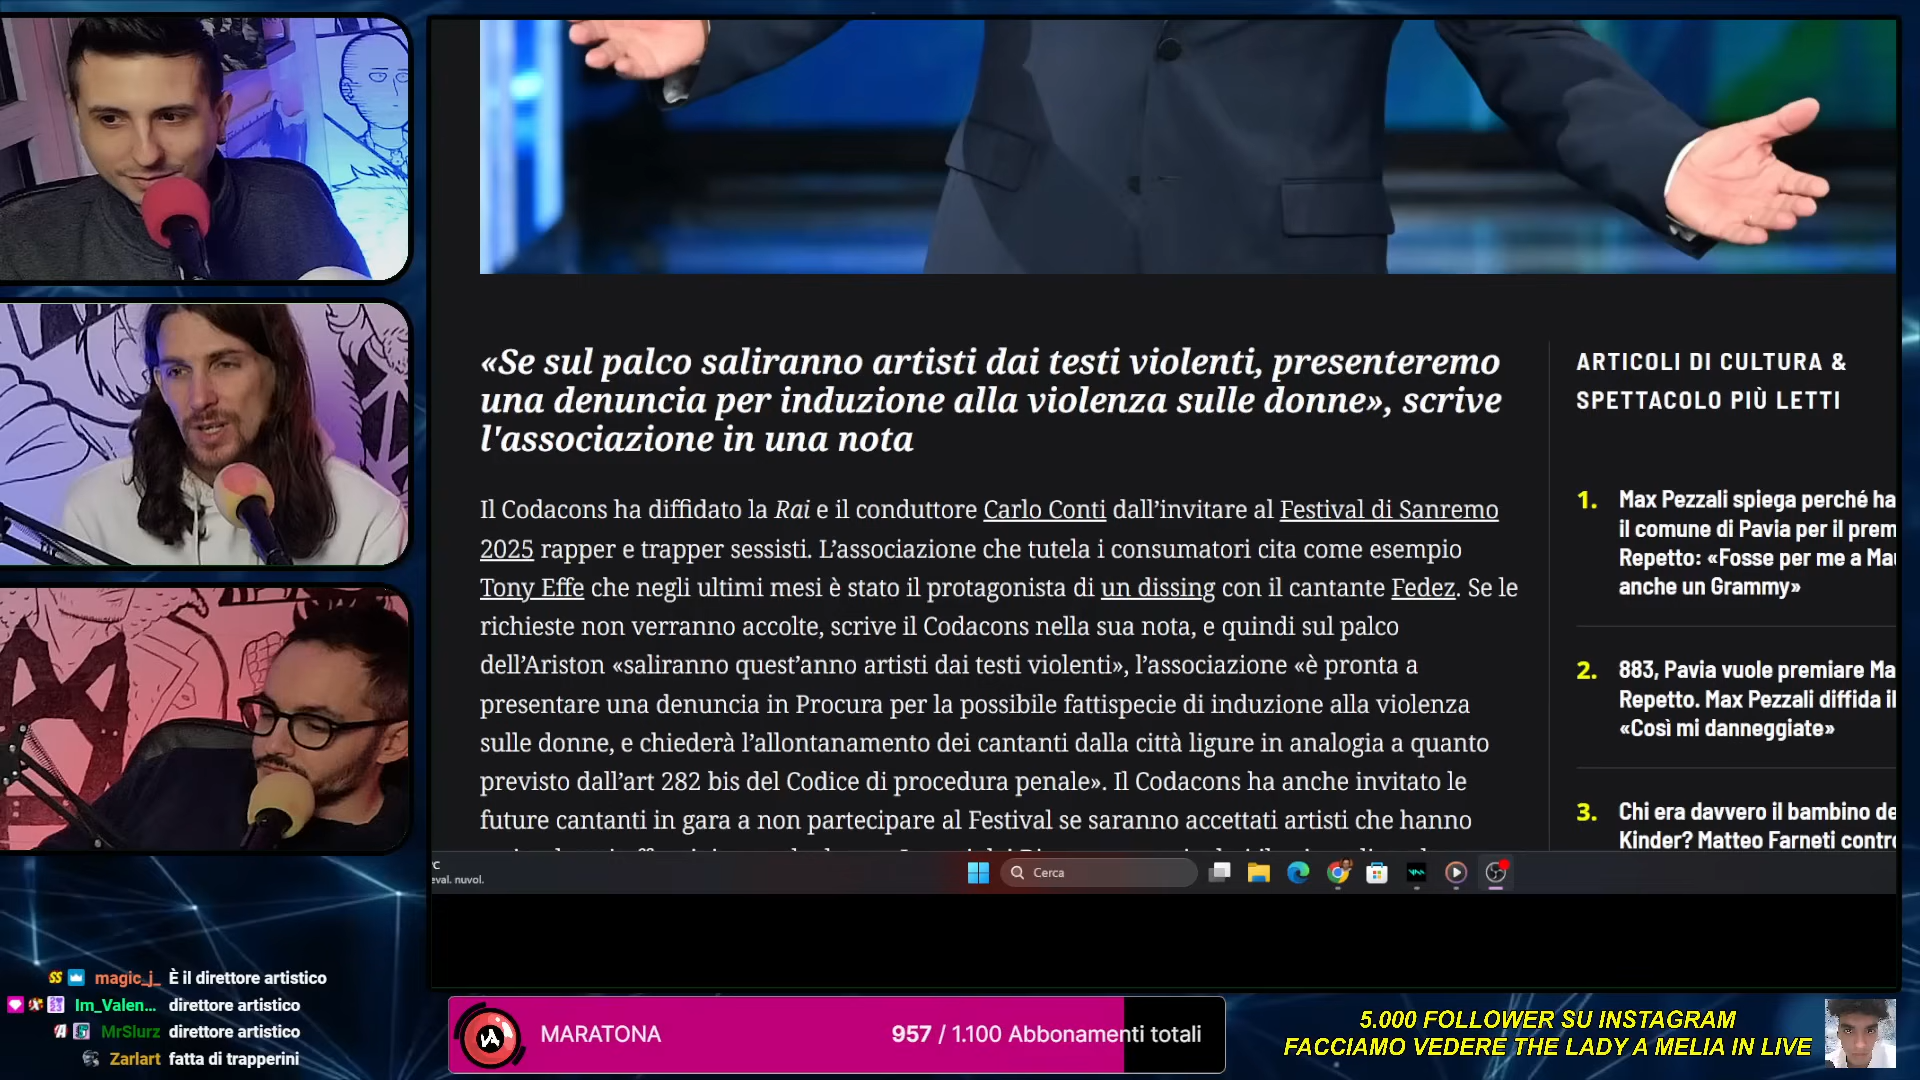 «Se sul palco saliranno artisti dai testi violenti, presenteremo
una denuncia per induzione alla violenza sulle donne», scrive
l'associazione in una nota
Il Codacons ha diffidato la Rai e il conduttore Carlo Conti dall’invitare al Festival di Sanremo
2025 rapper e trapper sessisti. L’associazione che tutela i consumatori cita come esempio
Tony Effe che negli ultimi mesi è stato il protagonista di un dissing con il cantante Fedez. Se le
richieste non verranno accolte, scrive il Codacons nella sua nota, e quindi sul palco
dell’Ariston «saliranno quest’anno artisti dai testi violenti», l’associazione «è pronta a
presentare una denuncia in Procura per la possibile fattispecie di induzione alla violenza
sulle donne, e chiederà l’allontanamento dei cantanti dalla città ligure in analogia a quanto
previsto dall’art 282 bis del Codice di procedura penale». Il Codacons ha anche invitato le
future cantanti in gara a non partecipare al Festival se saranno accettati artisti che hanno
ARTICOLI DI CULTURA &
SPETTACOLO PIÙ LETTI
1. Max Pezzali spiega perché ha
il comune di Pavia per il prem
Repetto: «Fosse per me a Mau
anche un Grammy»
2. 883, Pavia vuole premiare Ma
Repetto. Max Pezzali diffida il
«Così mi danneggiate»
3. Chi era davvero il bambino de
Kinder? Matteo Farneti contro
°C
eval. nuvol.
Cerca
magic_j_ È il direttore artistico
Im_Valen... direttore artistico
MrSlurz direttore artistico
Zarlart fatta di trapperini
MARATONA 957 / 1.100 Abbonamenti totali
5.000 FOLLOWER SU INSTAGRAM
FACCIAMO VEDERE THE LADY A MELIA IN LIVE